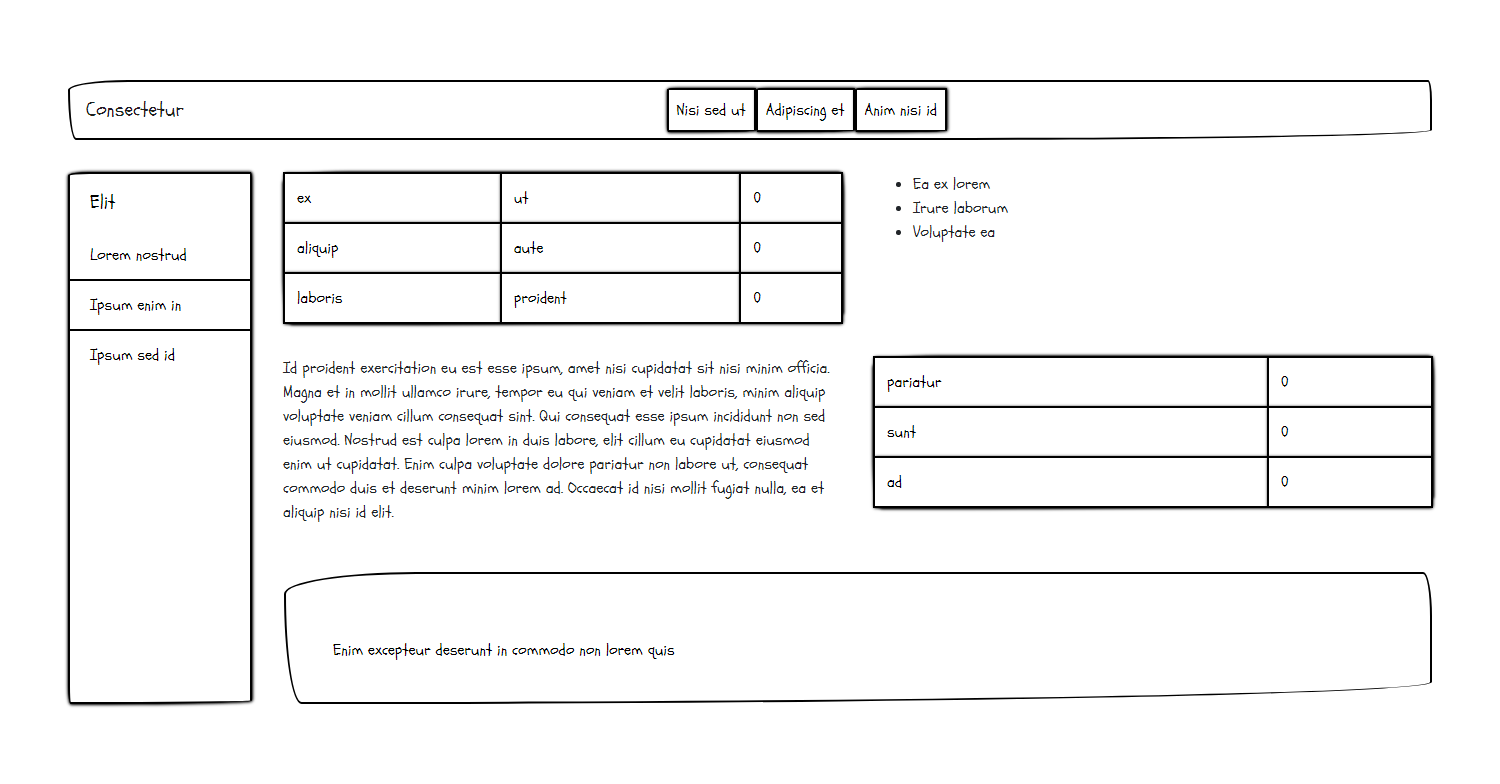 Consectetur
Nisi sed ut Adipiscing et Anim nisi id
Elit
Lorem nostrud
Ipsum enim in
Ipsum sed id
ex ut 0
aliquip aute 0
laboris proident 0
Ea ex lorem
Irure laborum
Voluptate ea
Id proident exercitation eu est esse ipsum, amet nisi cupidatat sit nisi minim officia.
Magna et in mollit ullamco irure, tempor eu qui veniam et velit laboris, minim aliquip
voluptate veniam cillum consequat sint. Qui consequat esse ipsum incididunt non sed
eiusmod. Nostrud est culpa lorem in duis labore, elit cillum eu cupidatat eiusmod
enim ut cupidatat. Enim culpa voluptate dolore pariatur non labore ut, consequat
commodo duis et deserunt minim lorem ad. Occaecat id nisi mollit fugiat nulla, ea et
aliquip nisi id elit.
pariatur 0
sunt 0
ad 0
Enim excepteur deserunt in commodo non lorem quis